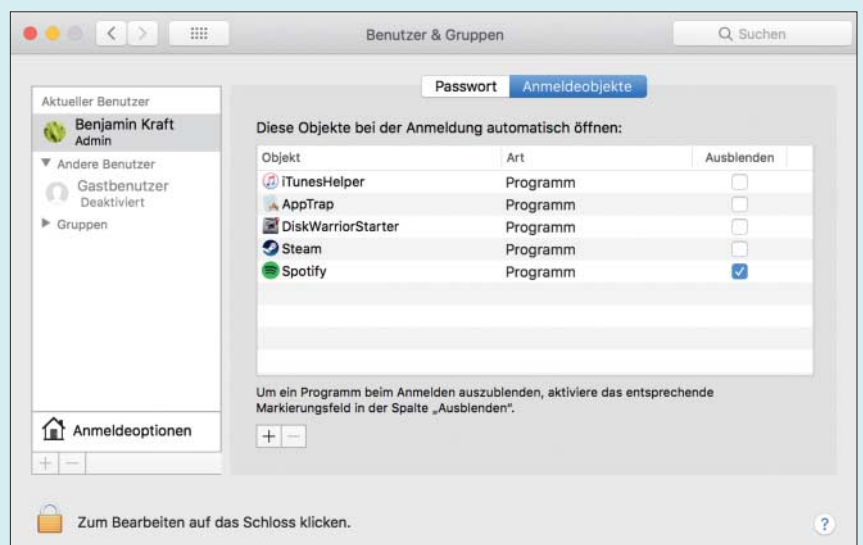 Benutzer & Gruppen
Suchen
Aktueller Benutzer
Benjamin Kraft
Admin
Andere Benutzer
Gastbenutzer
Deaktiviert
Gruppen
Anmeldeoptionen
Passwort Anmeldeobjekte
Diese Objekte bei der Anmeldung automatisch öffnen:
Objekt Art Ausblenden
iTunesHelper Programm
AppTrap Programm
DiskWarriorStarter Programm
Steam Programm
Spotify Programm
Um ein Programm beim Anmelden auszublenden, aktiviere das entsprechende
Markierungsfeld in der Spalte „Ausblenden“.
+ −
+ −
Zum Bearbeiten auf das Schloss klicken.
?